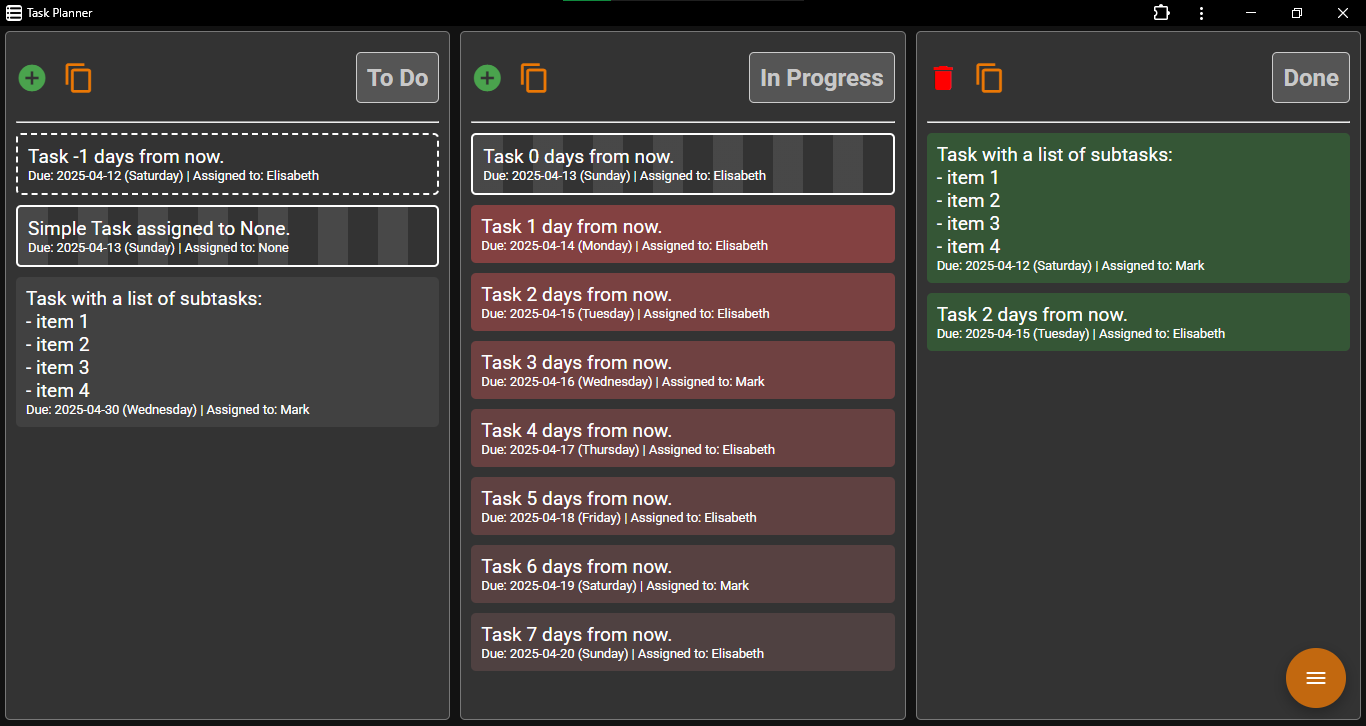 Task Planner
To Do
Task -1 days from now.
Due: 2025-04-12 (Saturday) | Assigned to: Elisabeth
Simple Task assigned to None.
Due: 2025-04-13 (Sunday) | Assigned to: None
Task with a list of subtasks:
- item 1
- item 2
- item 3
- item 4
Due: 2025-04-30 (Wednesday) | Assigned to: Mark
In Progress
Task 0 days from now.
Due: 2025-04-13 (Sunday) | Assigned to: Elisabeth
Task 1 day from now.
Due: 2025-04-14 (Monday) | Assigned to: Elisabeth
Task 2 days from now.
Due: 2025-04-15 (Tuesday) | Assigned to: Elisabeth
Task 3 days from now.
Due: 2025-04-16 (Wednesday) | Assigned to: Mark
Task 4 days from now.
Due: 2025-04-17 (Thursday) | Assigned to: Elisabeth
Task 5 days from now.
Due: 2025-04-18 (Friday) | Assigned to: Elisabeth
Task 6 days from now.
Due: 2025-04-19 (Saturday) | Assigned to: Mark
Task 7 days from now.
Due: 2025-04-20 (Sunday) | Assigned to: Elisabeth
Done
Task with a list of subtasks:
- item 1
- item 2
- item 3
- item 4
Due: 2025-04-12 (Saturday) | Assigned to: Mark
Task 2 days from now.
Due: 2025-04-15 (Tuesday) | Assigned to: Elisabeth